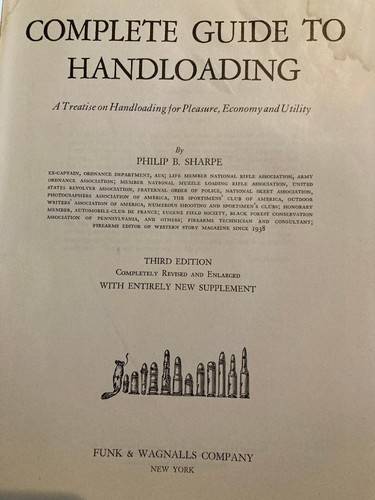 COMPLETE GUIDE TO
HANDLOADING
A Treatise on Handloading for Pleasure, Economy and Utility
By
PHILIP B. SHARPE
EX-CAPTAIN, ORDNANCE DEPARTMENT, AUS; LIFE MEMBER NATIONAL RIFLE ASSOCIATION, ARMY
ORDNANCE ASSOCIATION; MEMBER NATIONAL MUZZLE LOADING RIFLE ASSOCIATION, UNITED
STATES REVOLVER ASSOCIATION, FRATERNAL ORDER OF POLICE, NATIONAL SKEET ASSOCIATION,
PHOTOGRAPHERS ASSOCIATION OF AMERICA, THE SPORTSMENS' CLUB OF AMERICA, OUTDOOR
WRITERS' ASSOCIATION OF AMERICA, NUMEROUS SHOOTING AND SPORTSMEN'S CLUBS; HONORARY
MEMBER, AUTOMOBILE-CLUB DE FRANCE; EUGENE FIELD SOCIETY, BLACK FOREST CONSERVATION
ASSOCIATION OF PENNSYLVANIA, AND OTHERS; FIREARMS TECHNICIAN AND CONSULTANT;
FIREARMS EDITOR OF WESTERN STORY MAGAZINE SINCE 1938
THIRD EDITION
COMPLETELY REVISED AND ENLARGED
WITH ENTIRELY NEW SUPPLEMENT
FUNK & WAGNALLS COMPANY
NEW YORK